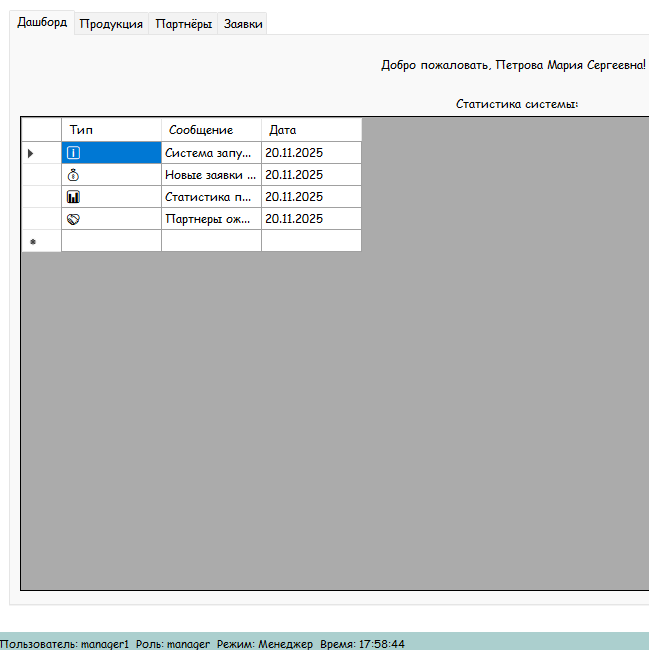 Дашборд Продукция Партнёры Заявки
Добро пожаловать, Петрова Мария Сергеевна!
Статистика системы:
Тип Сообщение Дата
Система запу... 20.11.2025
Новые заявки ... 20.11.2025
Статистика п... 20.11.2025
Партнеры ож... 20.11.2025
Пользователь: manager1 Роль: manager Режим: Менеджер Время: 17:58:44